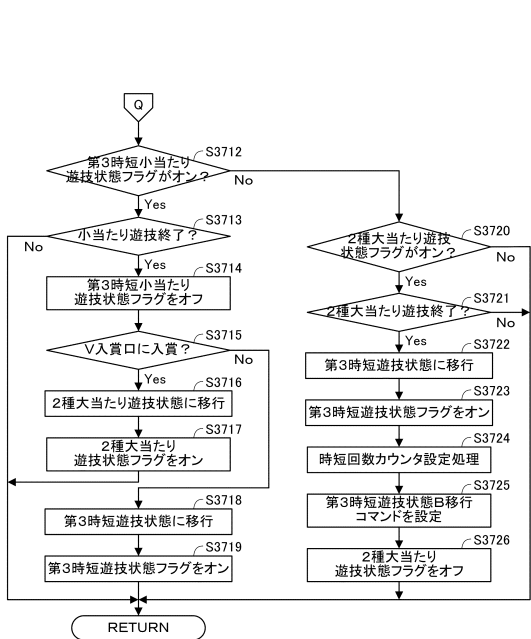 Q
S3712
第3時短小当たり
遊技状態フラグがオン？
No
Yes
S3713
小当たり遊技終了？
No
Yes
S3714
第3時短小当たり
遊技状態フラグをオフ
S3715
V入賞口に入賞？
No
Yes
S3716
2種大当たり遊技状態に移行
S3717
2種大当たり
遊技状態フラグをオン
S3718
第3時短遊技状態に移行
S3719
第3時短遊技状態フラグをオン
S3720
2種大当たり遊技
状態フラグがオン？
No
Yes
S3721
2種大当たり遊技終了？
No
Yes
S3722
第3時短遊技状態に移行
S3723
第3時短遊技状態フラグをオン
S3724
時短回数カウンタ設定処理
S3725
第3時短遊技状態B移行
コマンドを設定
S3726
2種大当たり
遊技状態フラグをオフ
RETURN